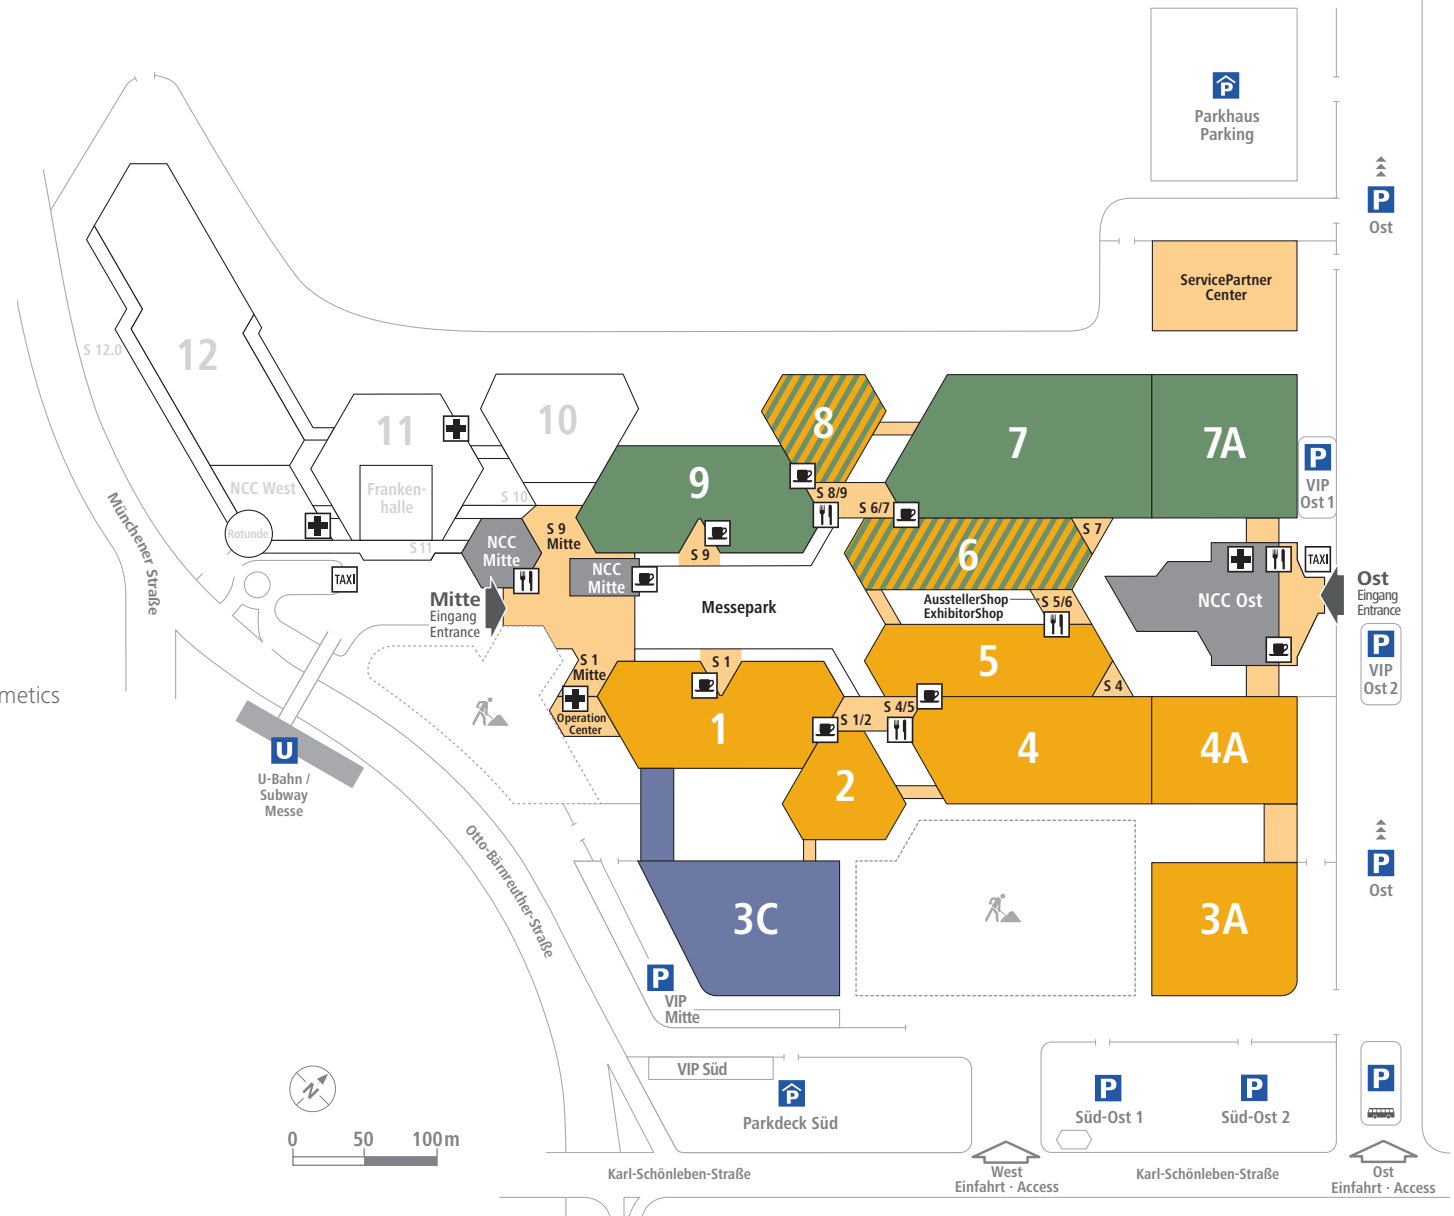 P
Parkhaus
Parking
P
Ost
ServicePartner
Center
12
S 12.0
11
10
8
7
7A
9
P
VIP
Ost 1
NCC West
Franken-
halle
S 10
S 8/9
S 6/7
Rotunde
S 11
NCC
Mitte
S 9
Mitte
S 9
6
S 7
Münchener Straße
TAXI
NCC
Mitte
TAXI
Mitte
Eingang
Entrance
Messepark
AusstellerShop
ExhibitorShop
S 5/6
NCC Ost
Ost
Eingang
Entrance
S 1
Mitte
S 1
5
S 4
P
VIP
Ost 2
metics
Operation
Center
1
S 1/2
S 4/5
4
4A
U
U-Bahn /
Subway
Messe
2
Otto-Bärnreuther-Straße
3C
3A
P
Ost
P
VIP
Mitte
VIP Süd
P
Parkdeck Süd
P
Süd-Ost 1
P
Süd-Ost 2
P
N
0 50 100 m
Karl-Schönleben-Straße
West
Einfahrt · Access
Karl-Schönleben-Straße
Ost
Einfahrt · Access